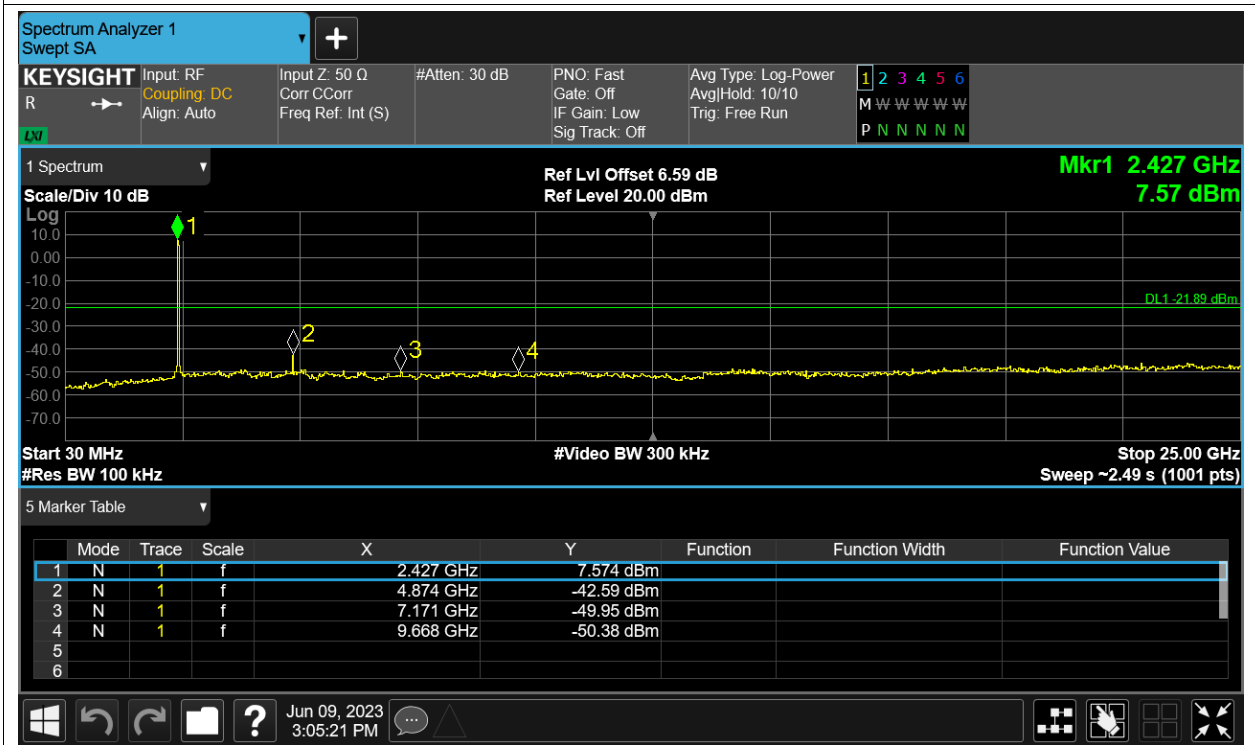 Spectrum Analyzer 1
Swept SA
KEYSIGHT Input: RF Input Z: 50 Ω #Atten: 30 dB PNO: Fast Avg Type: Log-Power 1 2 3 4 5 6
R Coupling: DC Corr CCorr Gate: Off Avg|Hold: 10/10 M W W W W W
Align: Auto Freq Ref: Int (S) IF Gain: Low Trig: Free Run
LXI Sig Track: Off P N N N N N
1 Spectrum Ref Lvl Offset 6.59 dB Mkr1 2.427 GHz
Scale/Div 10 dB Ref Level 20.00 dBm 7.57 dBm
Log
1
10.0
0.00
-10.0
-20.0
DL1 -21.89 dBm
-30.0
2
-40.0
3 4
-50.0
-60.0
-70.0
Start 30 MHz #Video BW 300 kHz Stop 25.00 GHz
#Res BW 100 kHz Sweep ~2.49 s (1001 pts)
5 Marker Table
Mode Trace Scale X Y Function Function Width Function Value
1 N 1 f 2.427 GHz 7.574 dBm
2 N 1 f 4.874 GHz -42.59 dBm
3 N 1 f 7.171 GHz -49.95 dBm
4 N 1 f 9.668 GHz -50.38 dBm
5
6
? Jun 09, 2023
3:05:21 PM